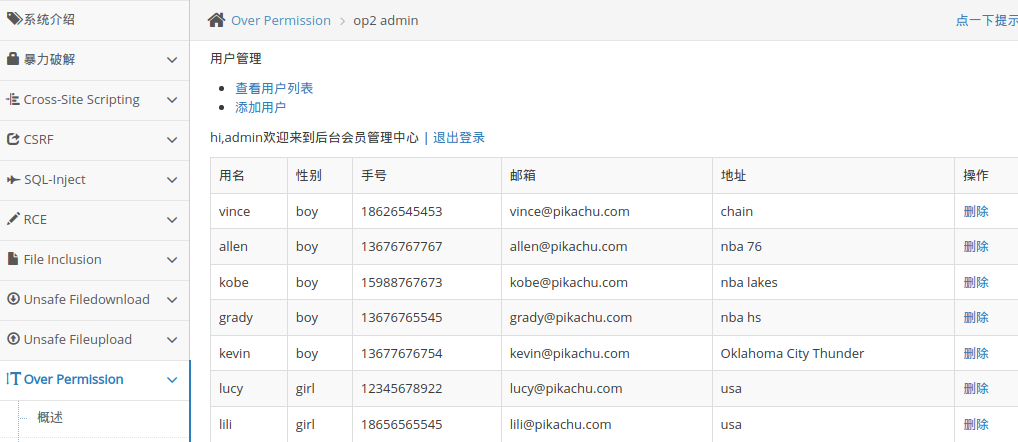 系统介绍
暴力破解
Cross-Site Scripting
CSRF
SQL-Inject
RCE
File Inclusion
Unsafe Filedownload
Unsafe Fileupload
Over Permission
概述
Over Permission > op2 admin
点一下提示
用户管理
查看用户列表
添加用户
hi,admin欢迎来到后台会员管理中心 | 退出登录
用名 性别 手号 邮箱 地址 操作
vince boy 18626545453 vince@pikachu.com chain 删除
allen boy 13676767767 allen@pikachu.com nba 76 删除
kobe boy 15988767673 kobe@pikachu.com nba lakes 删除
grady boy 13676765545 grady@pikachu.com nba hs 删除
kevin boy 13677676754 kevin@pikachu.com Oklahoma City Thunder 删除
lucy girl 12345678922 lucy@pikachu.com usa 删除
lili girl 18656565545 lili@pikachu.com usa 删除